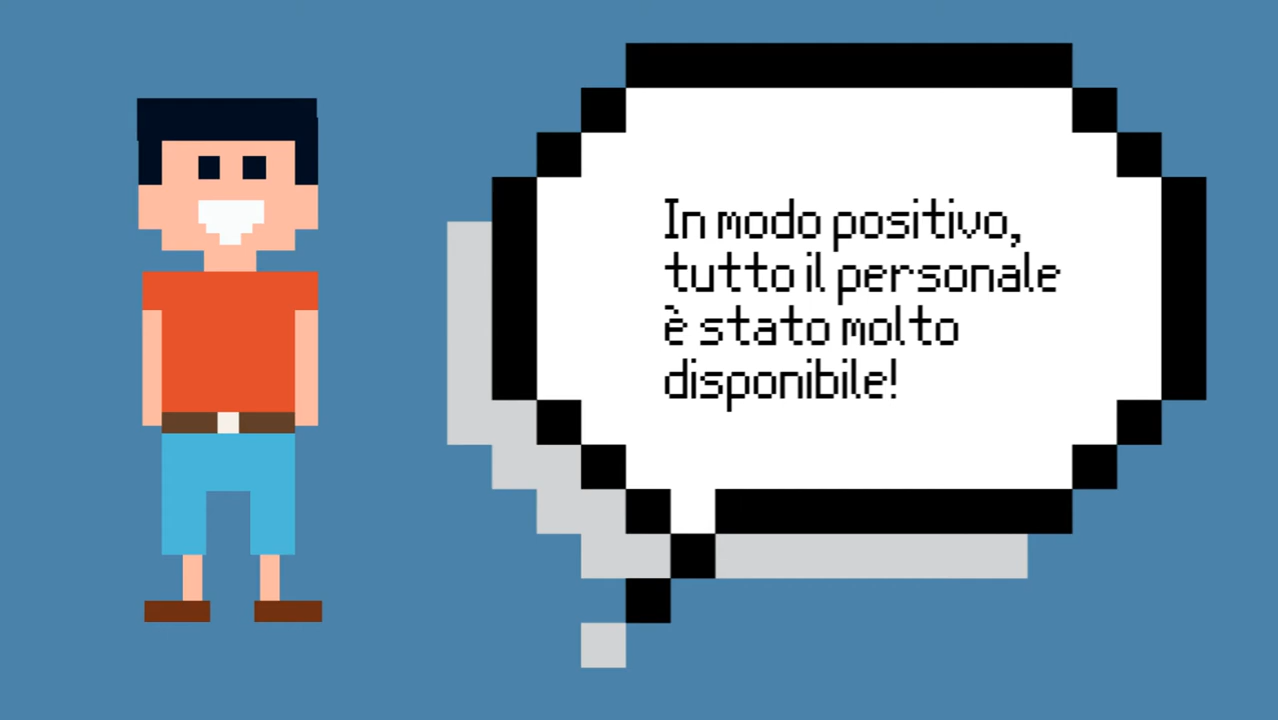 In modo positivo,
tutto il personale
è stato molto
disponibile!